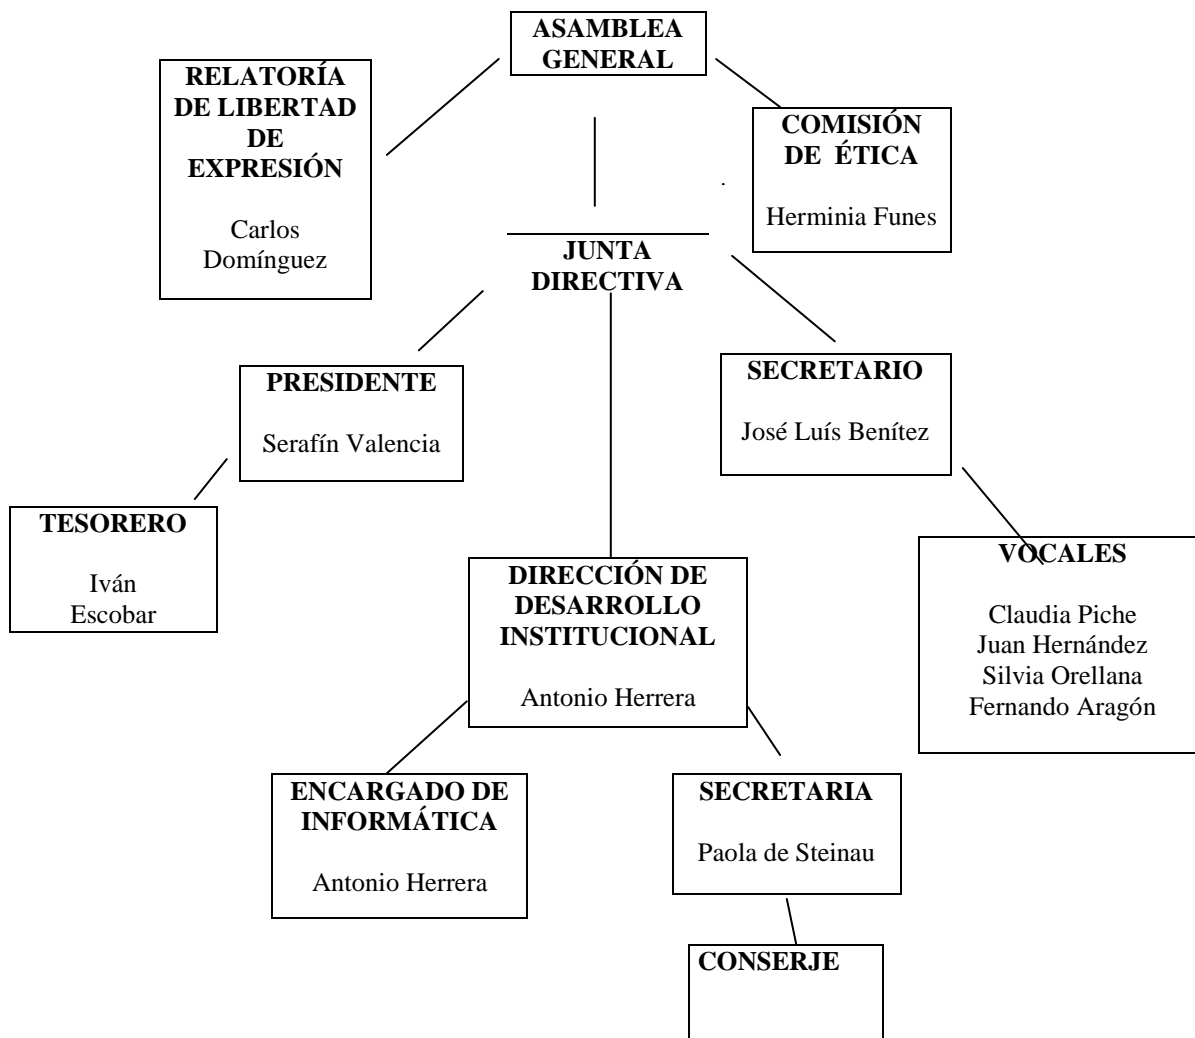 ASAMBLEA
GENERAL
RELATORÍA
DE LIBERTAD
DE
EXPRESIÓN
Carlos
Domínguez
COMISIÓN
DE ÉTICA
Herminia Funes
JUNTA
DIRECTIVA
PRESIDENTE
Serafín Valencia
SECRETARIO
José Luís Benítez
TESORERO
Iván
Escobar
VOCALES
Claudia Piche
Juan Hernández
Silvia Orellana
Fernando Aragón
DIRECCIÓN DE
DESARROLLO
INSTITUCIONAL
Antonio Herrera
ENCARGADO DE
INFORMÁTICA
Antonio Herrera
SECRETARIA
Paola de Steinau
CONSERJE